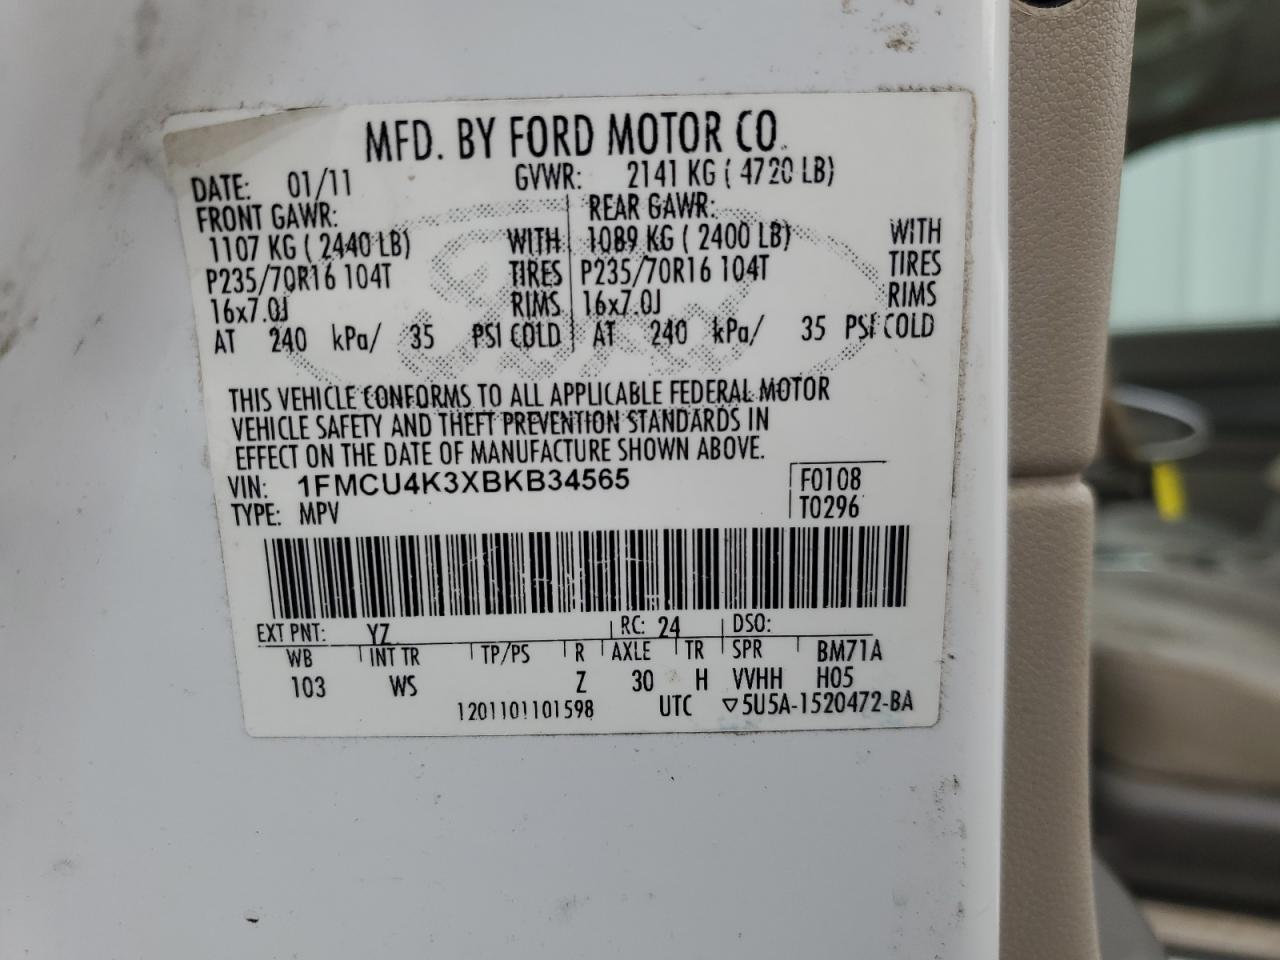 MFD. BY FORD MOTOR CO.
DATE: 01/11 GVWR: 2141 KG ( 4720 LB)
FRONT GAWR: REAR GAWR:
1107 KG ( 2440 LB) WITH 1089 KG ( 2400 LB) WITH
P235/70R16 104T TIRES P235/70R16 104T TIRES
16x7.0J RIMS 16x7.0J RIMS
AT 240 kPa/ 35 PSI COLD AT 240 kPa/ 35 PSI COLD
THIS VEHICLE CONFORMS TO ALL APPLICABLE FEDERAL MOTOR
VEHICLE SAFETY AND THEFT PREVENTION STANDARDS IN
EFFECT ON THE DATE OF MANUFACTURE SHOWN ABOVE.
VIN: 1FMCU4K3XBKB34565 F0108
TYPE: MPV T0296
EXT PNT: YZ RC: 24 DSO:
WB INT TR TP/PS R AXLE TR SPR BM71A
103 WS Z 30 H VVHH H05
1201101101598 UTC ▽5U5A-1520472-BA